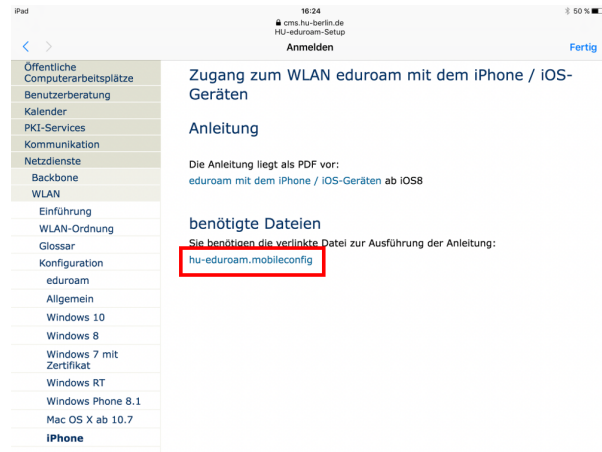 iPad
16:24
50 %
cms.hu-berlin.de
HU-eduroam-Setup
Anmelden
Fertig
Öffentliche
Computerarbeitsplätze
Benutzerberatung
Kalender
PKI-Services
Kommunikation
Netzdienste
Backbone
WLAN
Einführung
WLAN-Ordnung
Glossar
Konfiguration
eduroam
Allgemein
Windows 10
Windows 8
Windows 7 mit
Zertifikat
Windows RT
Windows Phone 8.1
Mac OS X ab 10.7
iPhone
Zugang zum WLAN eduroam mit dem iPhone / iOS-
Geräten
Anleitung
Die Anleitung liegt als PDF vor:
eduroam mit dem iPhone / iOS-Geräten ab iOS8
benötigte Dateien
Sie benötigen die verlinkte Datei zur Ausführung der Anleitung:
hu-eduroam.mobileconfig